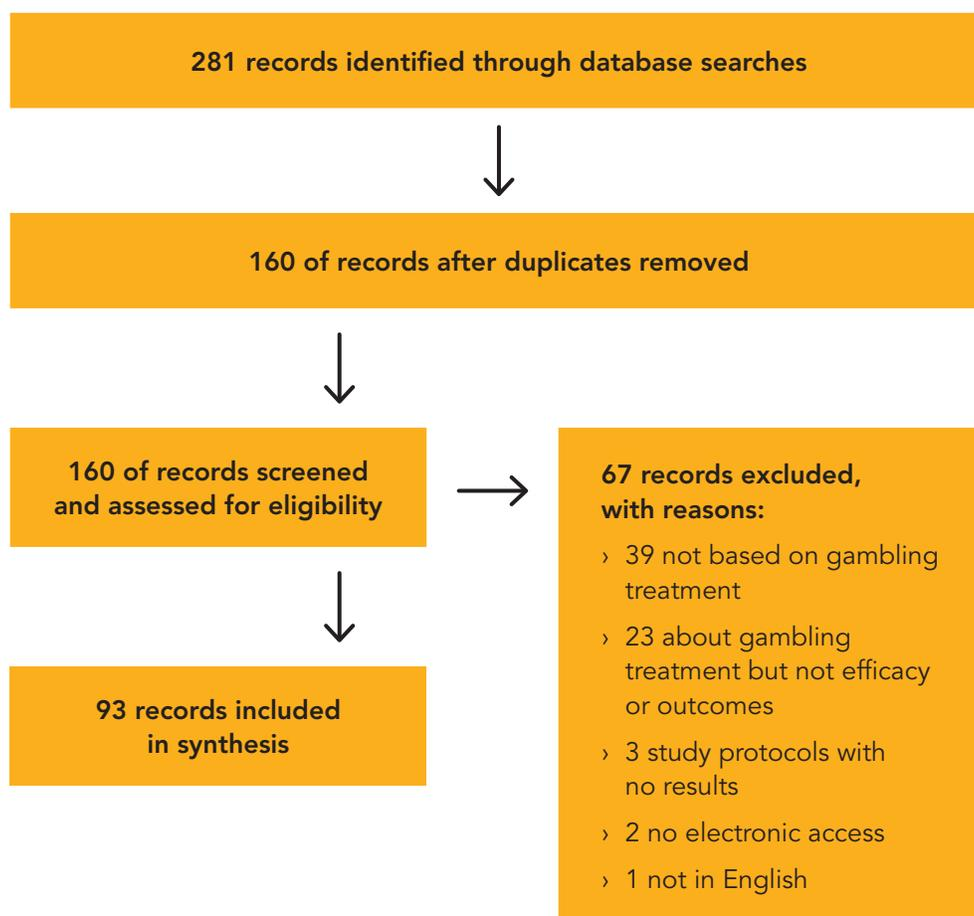 281 records identified through database searches
160 of records after duplicates removed
160 of records screened
and assessed for eligibility
67 records excluded,
with reasons:
› 39 not based on gambling
treatment
› 23 about gambling
treatment but not efficacy
or outcomes
› 3 study protocols with
no results
› 2 no electronic access
› 1 not in English
93 records included
in synthesis